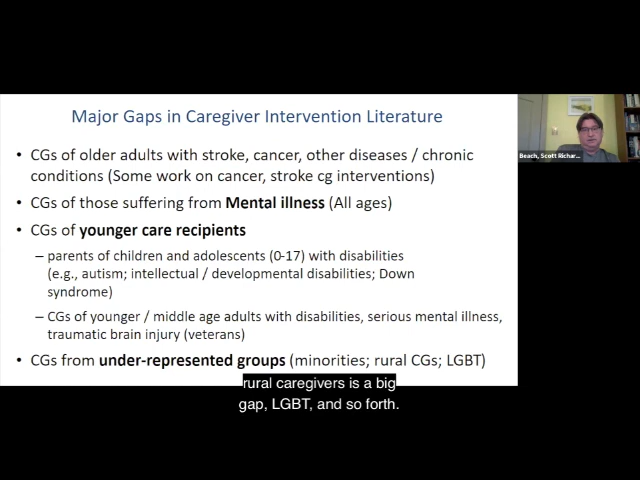 Major Gaps in Caregiver Intervention Literature
• CGs of older adults with stroke, cancer, other diseases / chronic
conditions (Some work on cancer, stroke cg interventions)
• CGs of those suffering from Mental illness (All ages)
• CGs of younger care recipients
– parents of children and adolescents (0-17) with disabilities
(e.g., autism; intellectual / developmental disabilities; Down
syndrome)
– CGs of younger / middle age adults with disabilities, serious mental illness,
traumatic brain injury (veterans)
• CGs from under-represented groups (minorities; rural CGs; LGBT)
Beach, Scott Richar...
rural caregivers is a big
gap, LGBT, and so forth.